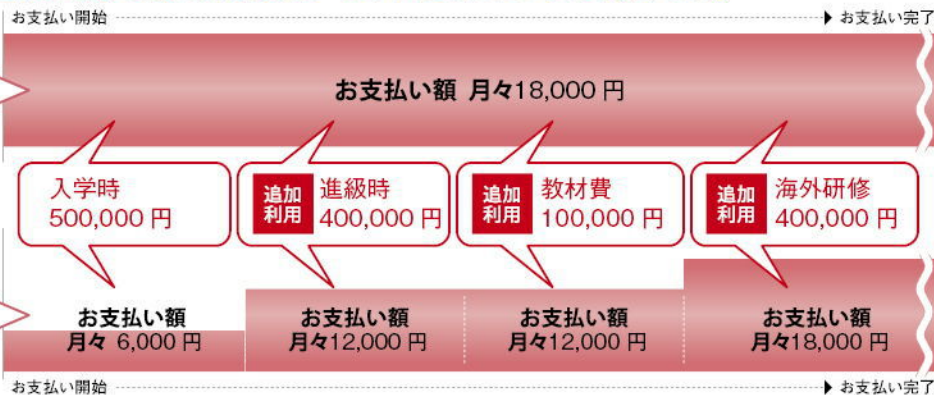 お支払い開始
お支払い完了
お支払い額 月々18,000 円
入学時
500,000 円
追加
利用
進級時
400,000 円
追加
利用
教材費
100,000 円
追加
利用
海外研修
400,000 円
お支払い額
月々 6,000 円
お支払い額
月々12,000 円
お支払い額
月々12,000 円
お支払い額
月々18,000 円
お支払い開始
お支払い完了